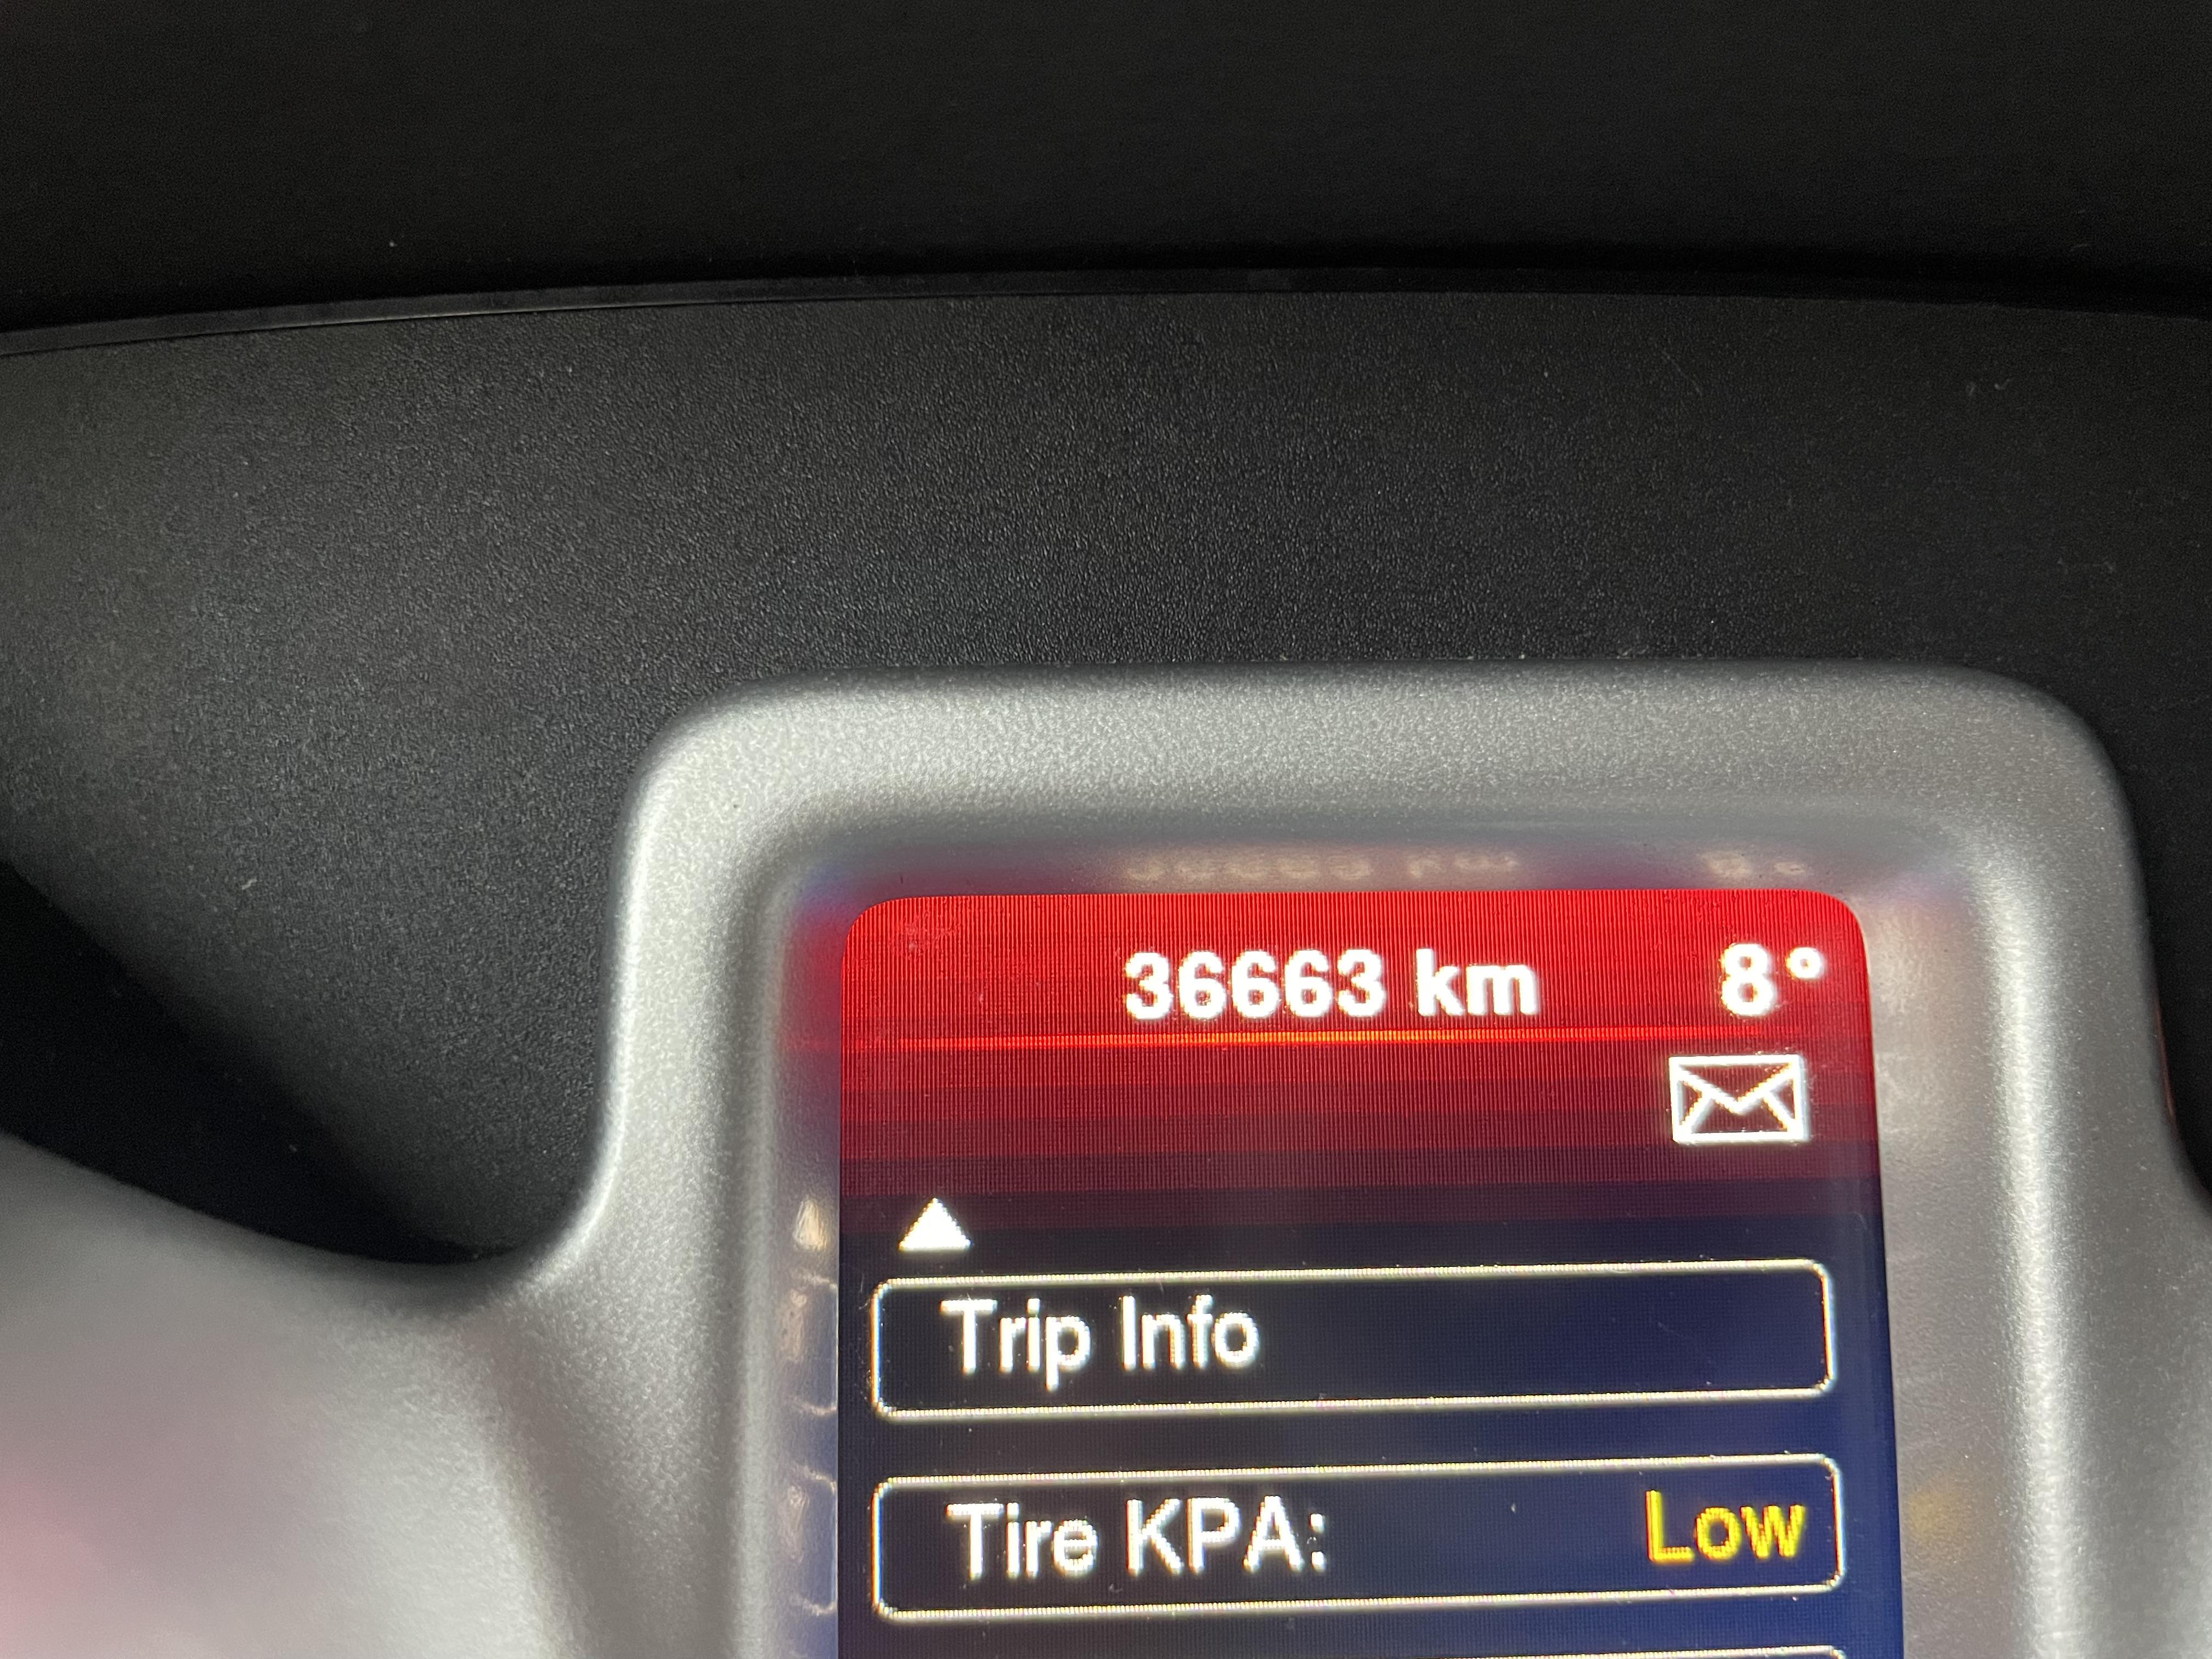 36663 km 8°
Trip Info
Tire KPA: Low